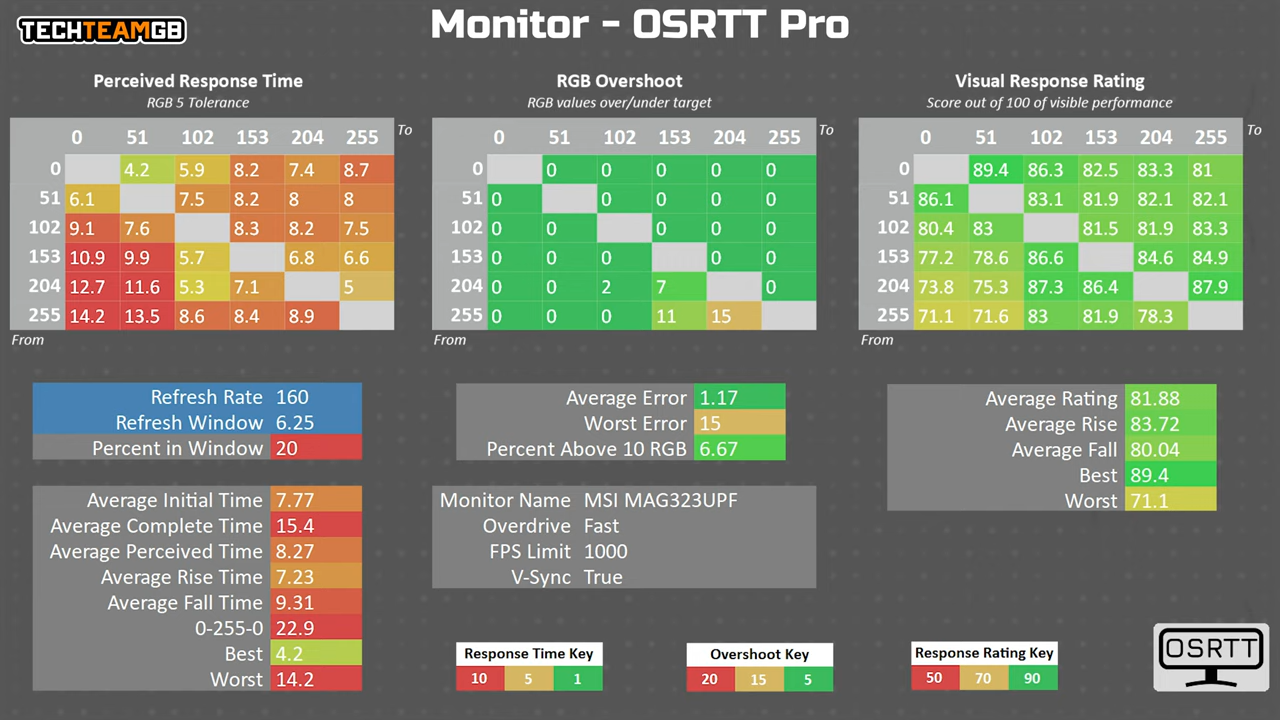 TECHTEAMGB
Monitor - OSRTT Pro
Perceived Response Time
RGB 5 Tolerance
0 51 102 153 204 255 To
0 4.2 5.9 8.2 7.4 8.7
51 6.1 7.5 8.2 8 8
102 9.1 7.6 8.3 8.2 7.5
153 10.9 9.9 5.7 6.8 6.6
204 12.7 11.6 5.3 7.1 5
255 14.2 13.5 8.6 8.4 8.9
From
RGB Overshoot
RGB values over/under target
0 51 102 153 204 255 To
0 0 0 0 0 0
51 0 0 0 0 0
102 0 0 0 0 0
153 0 0 0 0 0
204 0 0 2 7 0
255 0 0 0 11 15
From
Visual Response Rating
Score out of 100 of visible performance
0 51 102 153 204 255 To
0 89.4 86.3 82.5 83.3 81
51 86.1 83.1 81.9 82.1 82.1
102 80.4 83 81.5 81.9 83.3
153 77.2 78.6 86.6 84.6 84.9
204 73.8 75.3 87.3 86.4 87.9
255 71.1 71.6 83 81.9 78.3
From
Refresh Rate 160
Refresh Window 6.25
Percent in Window 20
Average Initial Time 7.77
Average Complete Time 15.4
Average Perceived Time 8.27
Average Rise Time 7.23
Average Fall Time 9.31
0-255-0 22.9
Best 4.2
Worst 14.2
Average Error 1.17
Worst Error 15
Percent Above 10 RGB 6.67
Monitor Name MSI MAG323UPF
Overdrive Fast
FPS Limit 1000
V-Sync True
Average Rating 81.88
Average Rise 83.72
Average Fall 80.04
Best 89.4
Worst 71.1
Response Time Key
10 5 1
Overshoot Key
20 15 5
Response Rating Key
50 70 90
OSRTT